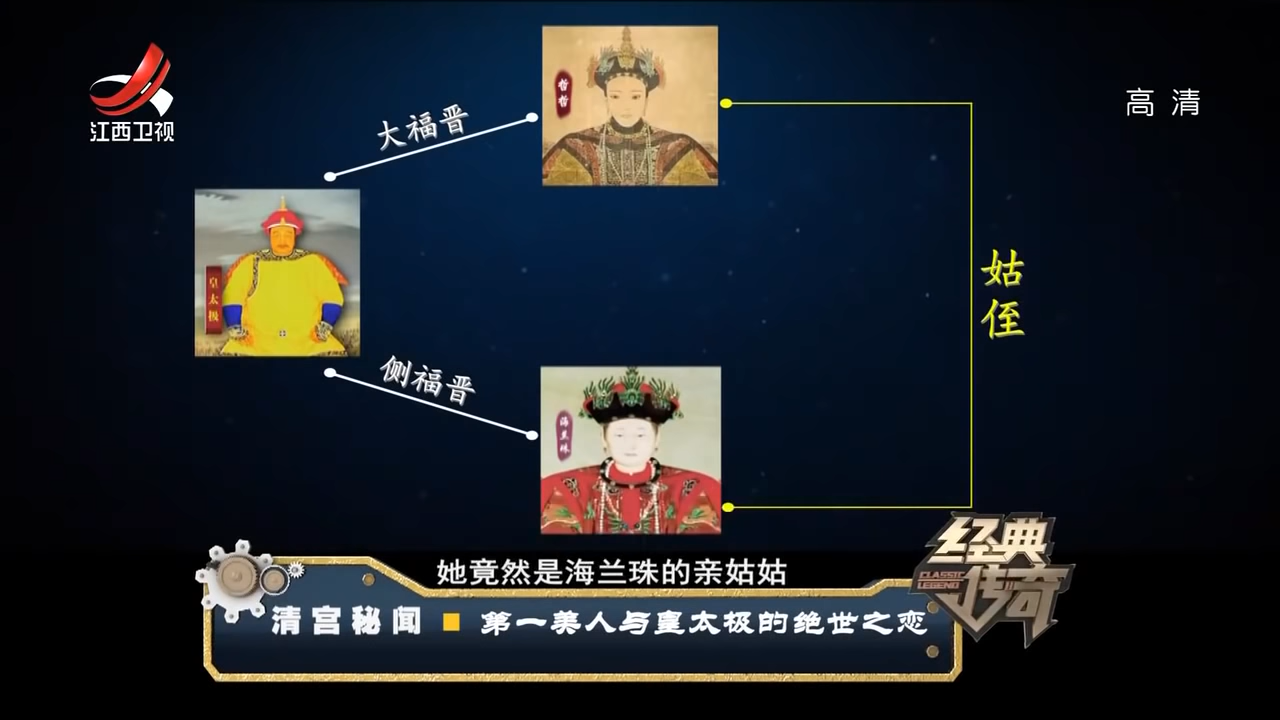 江西卫视
高清
大福晋
哲哲
皇太极
姑侄
侧福晋
海兰珠
她竟然是海兰珠的亲姑姑
清宫秘闻 ■ 第一美人与皇太极的绝世之恋
经典传奇
CLASSIC
LEGEND